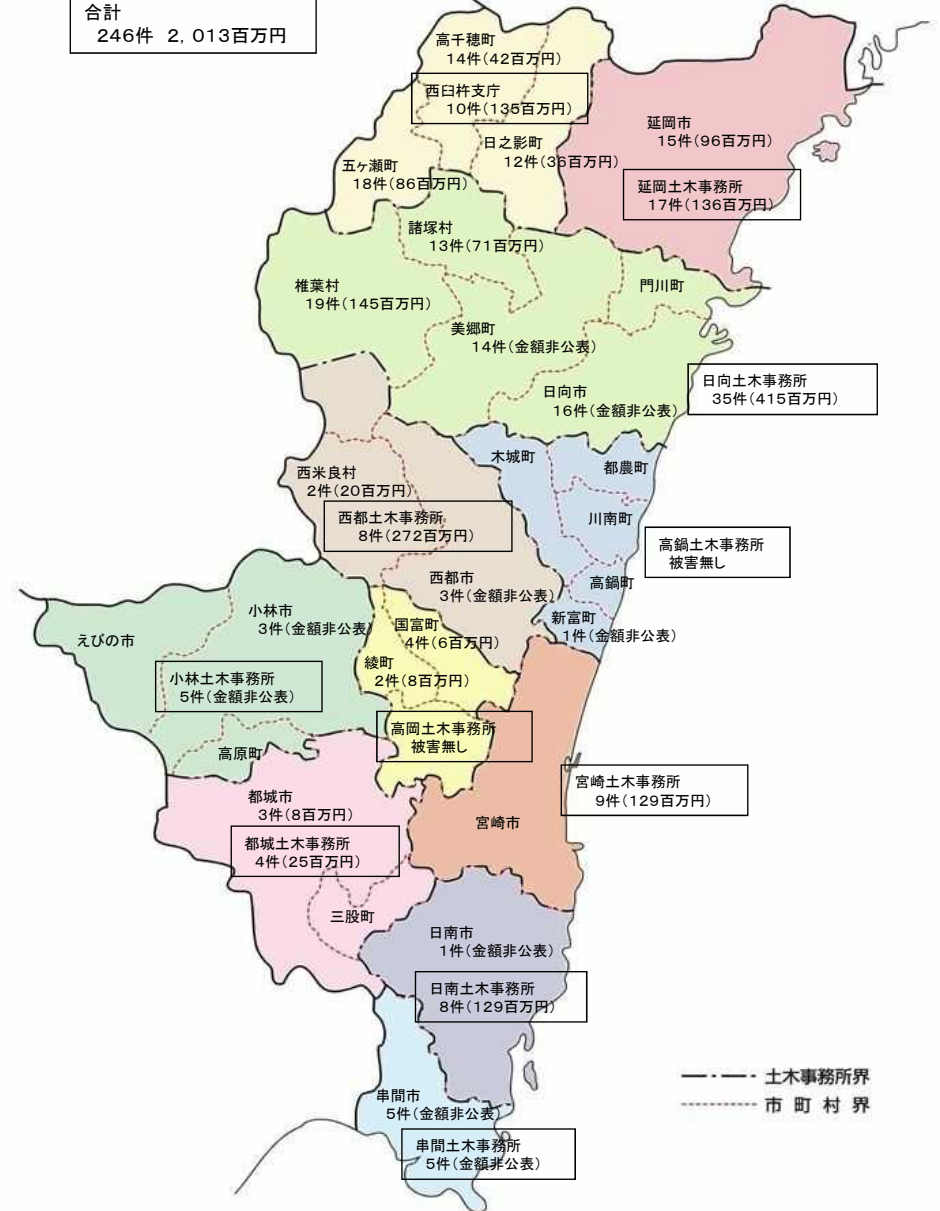 合計
246件 2,013百万円
高千穂町
14件(42百万円)
西臼杵支庁
10件(135百万円)
日之影町
12件(36百万円)
五ヶ瀬町
18件(86百万円)
延岡市
15件(96百万円)
延岡土木事務所
17件(136百万円)
諸塚村
13件(71百万円)
椎葉村
19件(145百万円)
門川町
美郷町
14件(金額非公表)
日向市
16件(金額非公表)
日向土木事務所
35件(415百万円)
木城町
都農町
西米良村
2件(20百万円)
西都土木事務所
8件(272百万円)
川南町
高鍋土木事務所
被害無し
西都市
3件(金額非公表)
高鍋町
新富町
1件(金額非公表)
小林市
3件(金額非公表)
えびの市
国富町
4件(6百万円)
綾町
2件(8百万円)
小林土木事務所
5件(金額非公表)
高岡土木事務所
被害無し
高原町
宮崎土木事務所
9件(129百万円)
都城市
3件(8百万円)
宮崎市
都城土木事務所
4件(25百万円)
三股町
日南市
1件(金額非公表)
日南土木事務所
8件(129百万円)
土木事務所界
市町村界
串間市
5件(金額非公表)
串間土木事務所
5件(金額非公表)